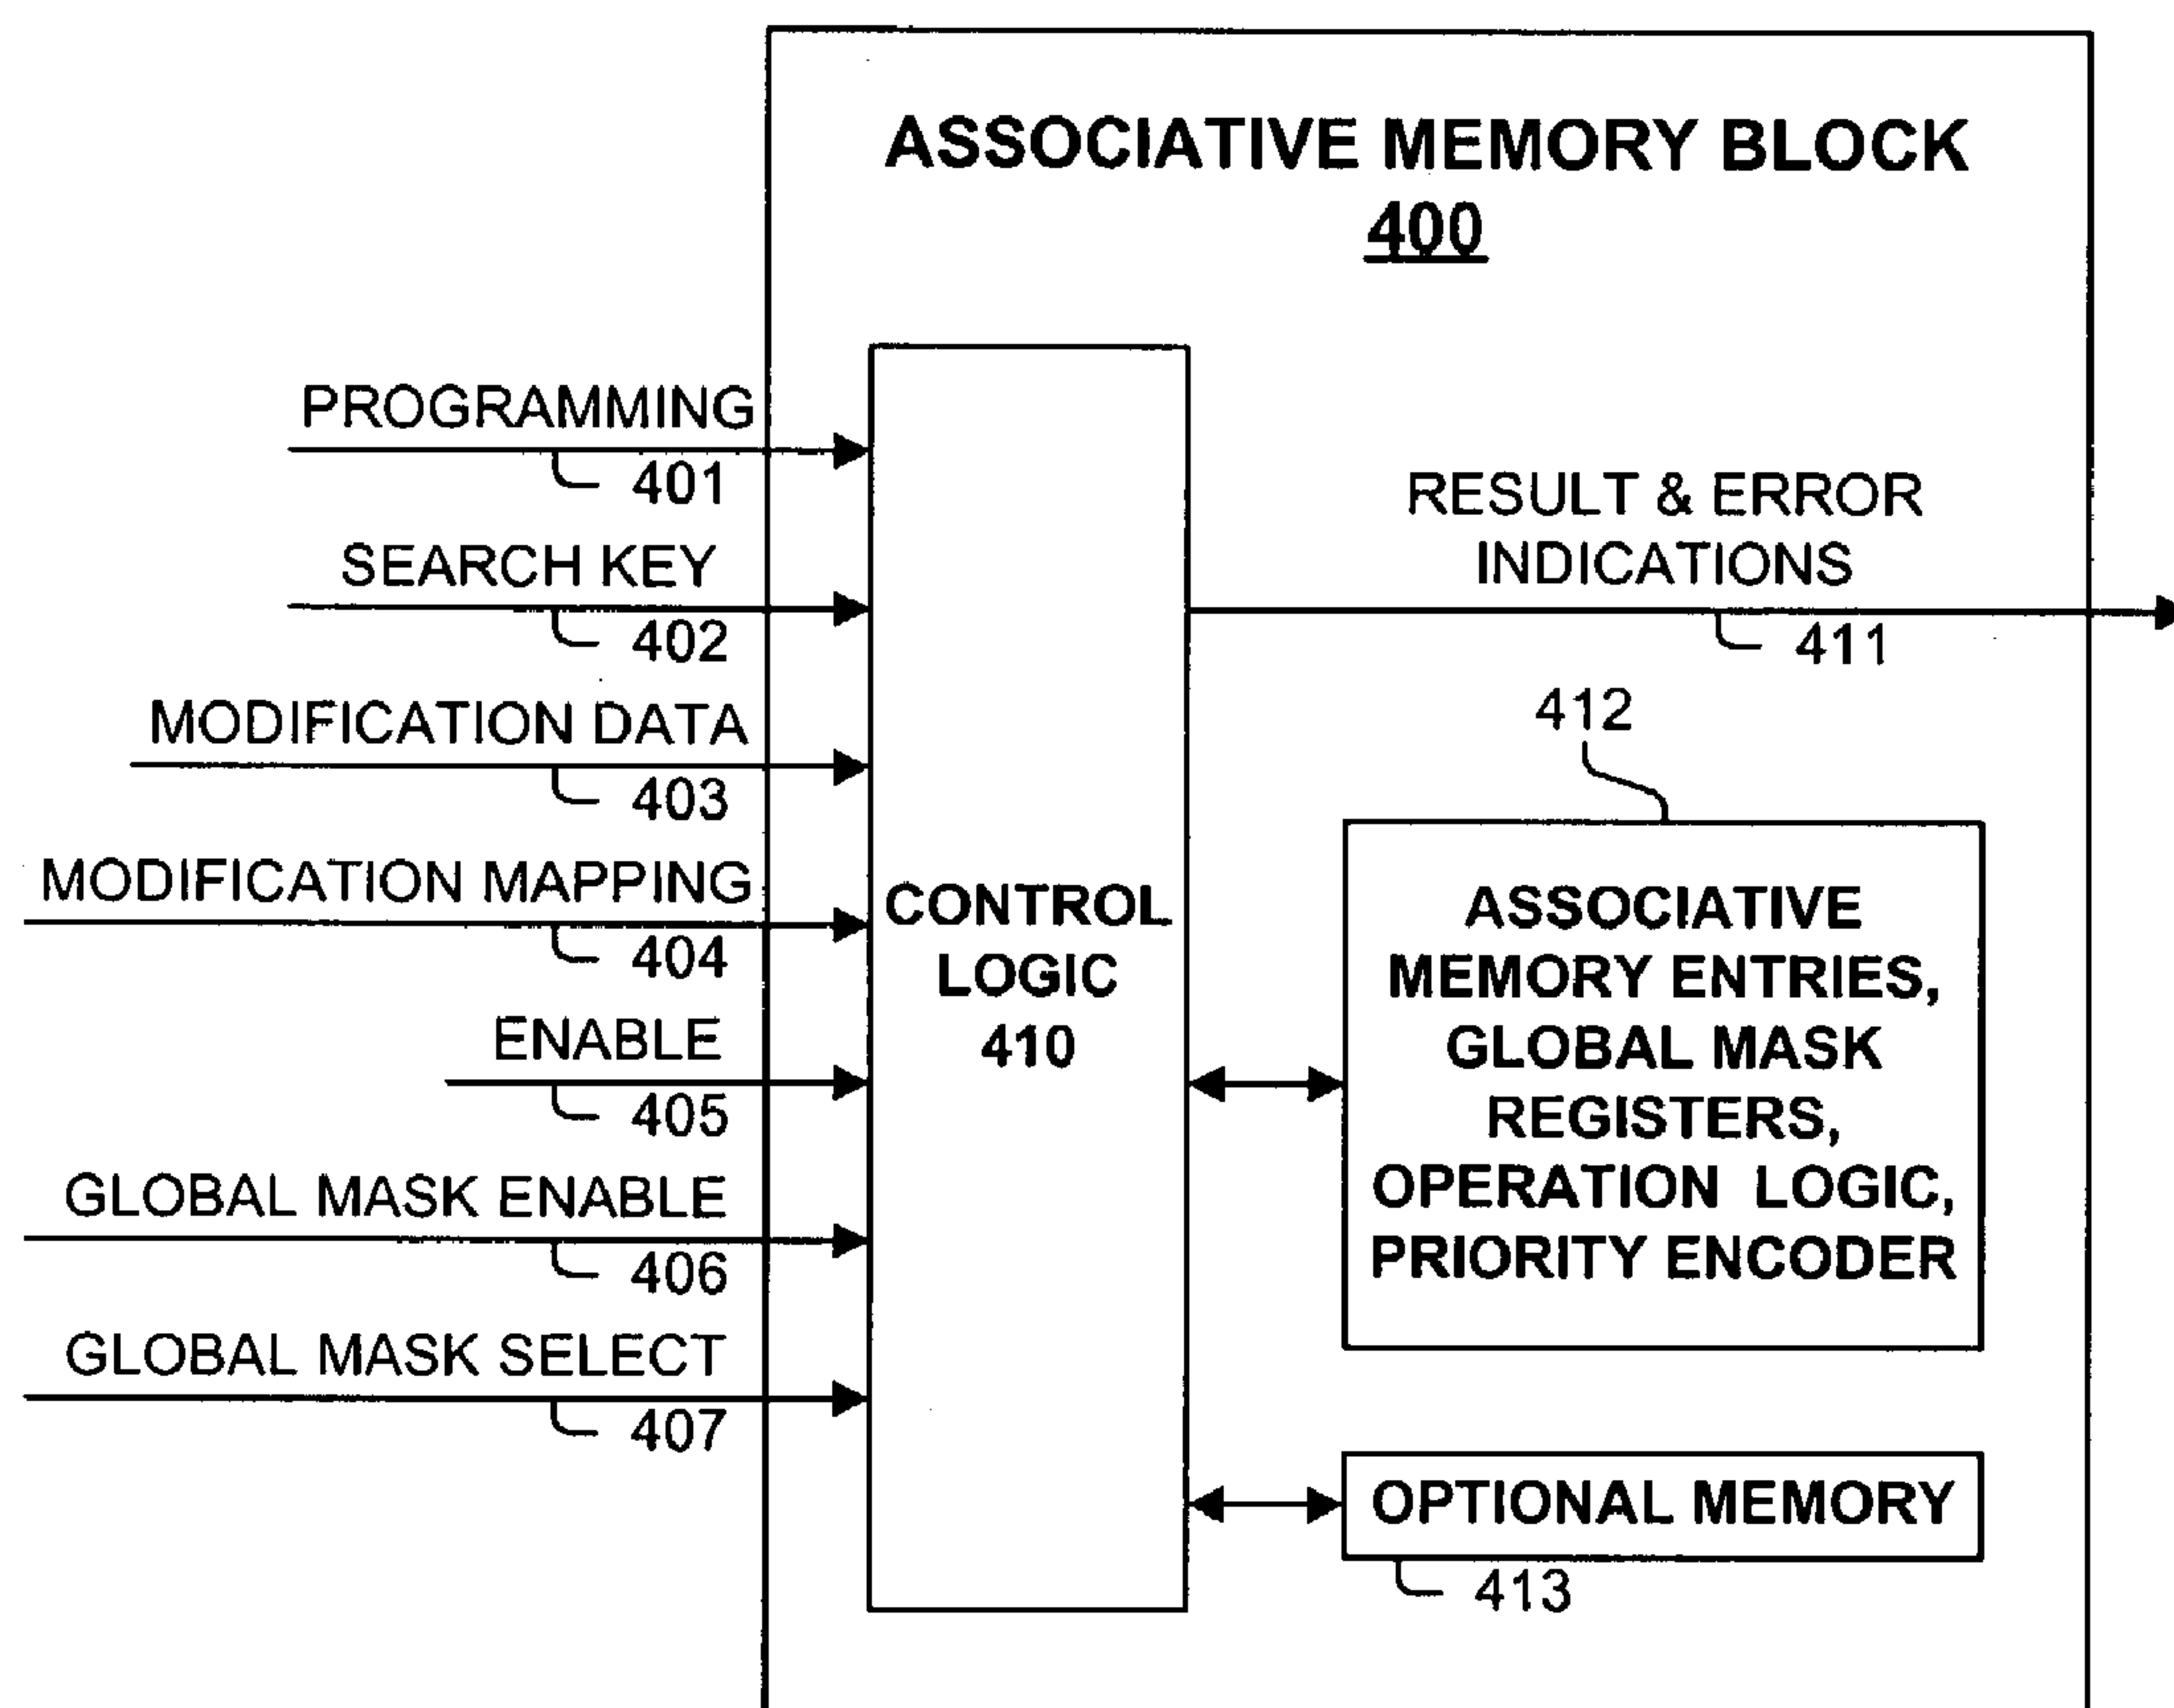 ASSOCIATIVE MEMORY BLOCK
400
PROGRAMMING
401
SEARCH KEY
402
MODIFICATION DATA
403
MODIFICATION MAPPING
404
ENABLE
405
GLOBAL MASK ENABLE
406
GLOBAL MASK SELECT
407
CONTROL
LOGIC
410
RESULT & ERROR
INDICATIONS
411
412
ASSOCIATIVE
MEMORY ENTRIES,
GLOBAL MASK
REGISTERS,
OPERATION LOGIC,
PRIORITY ENCODER
OPTIONAL MEMORY
413